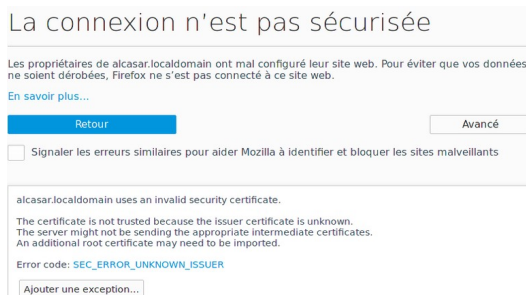 La connexion n’est pas sécurisée
Les propriétaires de alcasar.localdomain ont mal configuré leur site web. Pour éviter que vos données
ne soient dérobées, Firefox ne s’est pas connecté à ce site web.
En savoir plus…
Retour
Avancé
Signaler les erreurs similaires pour aider Mozilla à identifier et bloquer les sites malveillants
alcasar.localdomain uses an invalid security certificate.
The certificate is not trusted because the issuer certificate is unknown.
The server might not be sending the appropriate intermediate certificates.
An additional root certificate may need to be imported.
Error code: SEC_ERROR_UNKNOWN_ISSUER
Ajouter une exception…